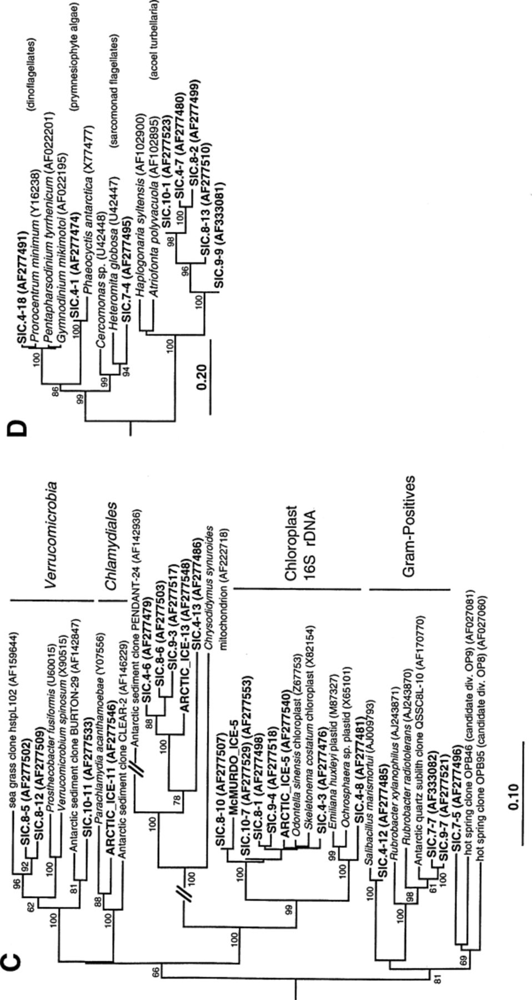 C
sea grass clone hstpL102 (AF159644)
SIC.8-5 (AF277502)
SIC.8-12 (AF277509)
Prosthecobacter fusiformis (U60015)
Verrucomicrobium spinosum (X90515)
Antarctic sediment clone BURTON-29 (AF142847)
SIC.10-11 (AF277533)
Parachlamydia acanthamoebae (Y07556)
ARCTIC_ICE-11 (AF277546)
Antarctic sediment clone CLEAR-2 (AF146229)
Antarctic sediment clone PENDANT-24 (AF142936)
SIC.4-6 (AF277479)
SIC.8-6 (AF277503)
SIC.9-3 (AF277517)
ARCTIC_ICE-13 (AF277548)
SIC.4-13 (AF277486)
Chrysodidymus synuroides
mitochondrion (AF222718)
SIC.8-10 (AF277507)
McMURDO_ICE-5
SIC.10-7 (AF277529) (AF277553)
SIC.8-1 (AF277498)
SIC.9-4 (AF277518)
ARCTIC_ICE-5 (AF277540)
Odontella sinensis chloroplast (Z67753)
Skeletonema costatum chloroplast (X82154)
SIC.4-3 (AF277476)
Emiliana huxleyi plastid (M87327)
Ochrosphaera sp. plastid (X65101)
SIC.4-8 (AF277481)
Salibacillus marismortui (AJ009793)
SIC.4-12 (AF277485)
Rubrobacter xylanophilus (AJ243871)
Rubrobacter radiotolerans (AJ243870)
Antarctic quartz sublith clone QSSC8L-10 (AF170770)
SIC.7-7 (AF333082)
SIC.9-7 (AF277521)
SIC.7-5 (AF277496)
hot spring clone OPB46 (candidate div. OP9) (AF027081)
hot spring clone OPB95 (candidate div. OP8) (AF027060)
Verrucomicrobia
Chlamydiales
Chloroplast
16S rDNA
Gram-Positives
96
92
62
100
100
81
88
100
88
100
78
100
100
100
99
100
99
100
66
100
100
98
61
100
69
81
0.10
D
SIC.4-18 (AF277491)
Prorocentrum minimum (Y16238)
Pentapharsodinium tyrrhenicum (AF022201)
Gymnodinium mikimotoi (AF022195)
SIC.4-1 (AF277474)
Phaeocyctis antarctica (X77477)
Cercomonas sp. (U42448)
Heteromita globosa (U42447)
SIC.7-4 (AF277495)
Haplogonaria syltensis (AF102900)
Atriofonta polyvacuola (AF102895)
SIC.10-1 (AF277523)
SIC.4-7 (AF277480)
SIC.8-2 (AF277499)
SIC.8-13 (AF277510)
SIC.9-9 (AF333081)
(dinoflagellates)
(prymnesiophyte algae)
(sarcomonad flagellates)
(acoel turbellaria)
100
86
100
99
99
94
100
98
100
96
100
0.20